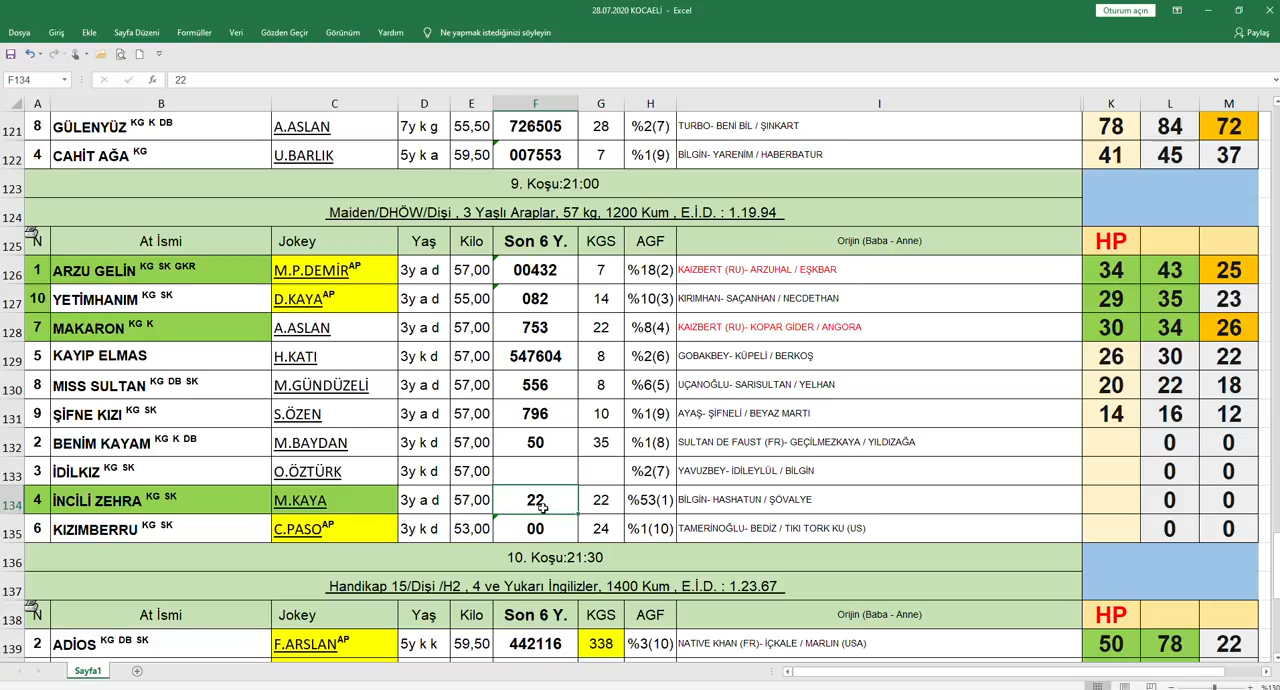 28.07.2020 KOCAELİ - Excel
Oturum açın
Dosya Giriş Ekle Sayfa Düzeni Formüller Veri Gözden Geçir Görünüm Yardım Ne yapmak istediğinizi söyleyin Paylaş
F134 fx 22
A B C D E F G H I K L M
121 8 GÜLENYÜZ KG K DB A.ASLAN 7y k g 55,50 726505 28 %2(7) TURBO- BENİ BİL / ŞINKART 78 84 72
122 4 CAHİT AĞA KG U.BARLIK 5y k a 59,50 007553 7 %1(9) BİLGİN- YARENİM / HABERBATUR 41 45 37
123 9. Koşu:21:00
124 Maiden/DHÖW/Dişi , 3 Yaşlı Araplar, 57 kg, 1200 Kum , E.İ.D. : 1.19.94
125 N At İsmi Jokey Yaş Kilo Son 6 Y. KGS AGF Orijin (Baba - Anne) HP
126 1 ARZU GELİN KG SK GKR M.P.DEMİR AP 3y a d 57,00 00432 7 %18(2) KAIZBERT (RU)- ARZUHAL / EŞKBAR 34 43 25
127 10 YETİMHANIM KG SK D.KAYA AP 3y k d 55,00 082 14 %10(3) KIRIMHAN- SAÇANHAN / NECDETHAN 29 35 23
128 7 MAKARON KG K A.ASLAN 3y a d 57,00 753 22 %8(4) KAIZBERT (RU)- KOPAR GİDER / ANGORA 30 34 26
129 5 KAYIP ELMAS H.KATI 3y k d 57,00 547604 8 %2(6) GOBAKBEY- KÜPELİ / BERKOŞ 26 30 22
130 8 MISS SULTAN KG DB SK M.GÜNDÜZELİ 3y a d 57,00 556 8 %6(5) UÇANOĞLU- SARISULTAN / YELHAN 20 22 18
131 9 ŞİFNE KIZI KG SK S.ÖZEN 3y a d 57,00 796 10 %1(9) AYAŞ- ŞİFNELİ / BEYAZ MARTI 14 16 12
132 2 BENİM KAYAM KG K DB M.BAYDAN 3y k d 57,00 50 35 %1(8) SULTAN DE FAUST (FR)- GEÇİLMEZKAYA / YILDIZAĞA 0 0
133 3 İDİLKIZ KG SK O.ÖZTÜRK 3y k d 57,00 %2(7) YAVUZBEY- İDİLEYLÜL / BİLGİN 0 0
134 4 İNCİLİ ZEHRA KG SK M.KAYA 3y a d 57,00 22 22 %53(1) BİLGİN- HASHATUN / ŞÖVALYE 0 0
135 6 KIZIMBERRU KG SK C.PASO AP 3y k d 53,00 00 24 %1(10) TAMERİNOĞLU- BEDİZ / TIKI TORK KU (US) 0 0
136 10. Koşu:21:30
137 Handikap 15/Dişi /H2 , 4 ve Yukarı İngilizler, 1400 Kum , E.İ.D. : 1.23.67
138 N At İsmi Jokey Yaş Kilo Son 6 Y. KGS AGF Orijin (Baba - Anne) HP
139 2 ADİOS KG DB SK F.ARSLAN AP 5y k k 59,50 442116 338 %3(10) NATIVE KHAN (FR)- İÇKALE / MARLIN (USA) 50 78 22
Sayfa1
%130